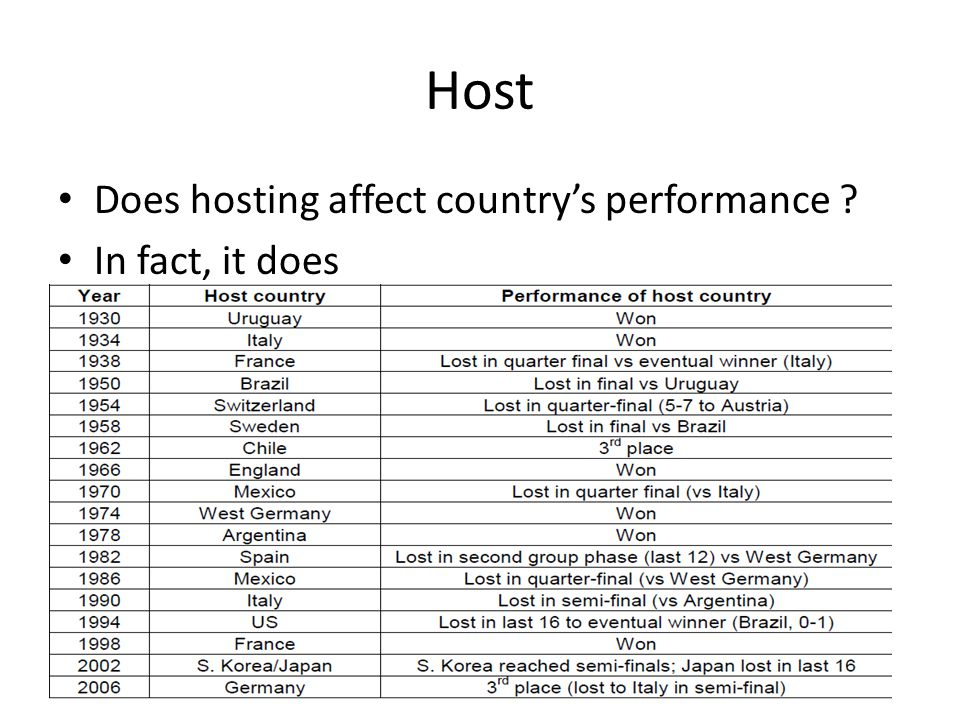 Host
• Does hosting affect country’s performance ?
• In fact, it does
Year Host country Performance of host country
1930 Uruguay Won
1934 Italy Won
1938 France Lost in quarter final vs eventual winner (Italy)
1950 Brazil Lost in final vs Uruguay
1954 Switzerland Lost in quarter-final (5-7 to Austria)
1958 Sweden Lost in final vs Brazil
1962 Chile 3rd place
1966 England Won
1970 Mexico Lost in quarter final (vs Italy)
1974 West Germany Won
1978 Argentina Won
1982 Spain Lost in second group phase (last 12) vs West Germany
1986 Mexico Lost in quarter-final (vs West Germany)
1990 Italy Lost in semi-final (vs Argentina)
1994 US Lost in last 16 to eventual winner (Brazil, 0-1)
1998 France Won
2002 S. Korea/Japan S. Korea reached semi-finals; Japan lost in last 16
2006 Germany 3rd place (lost to Italy in semi-final)